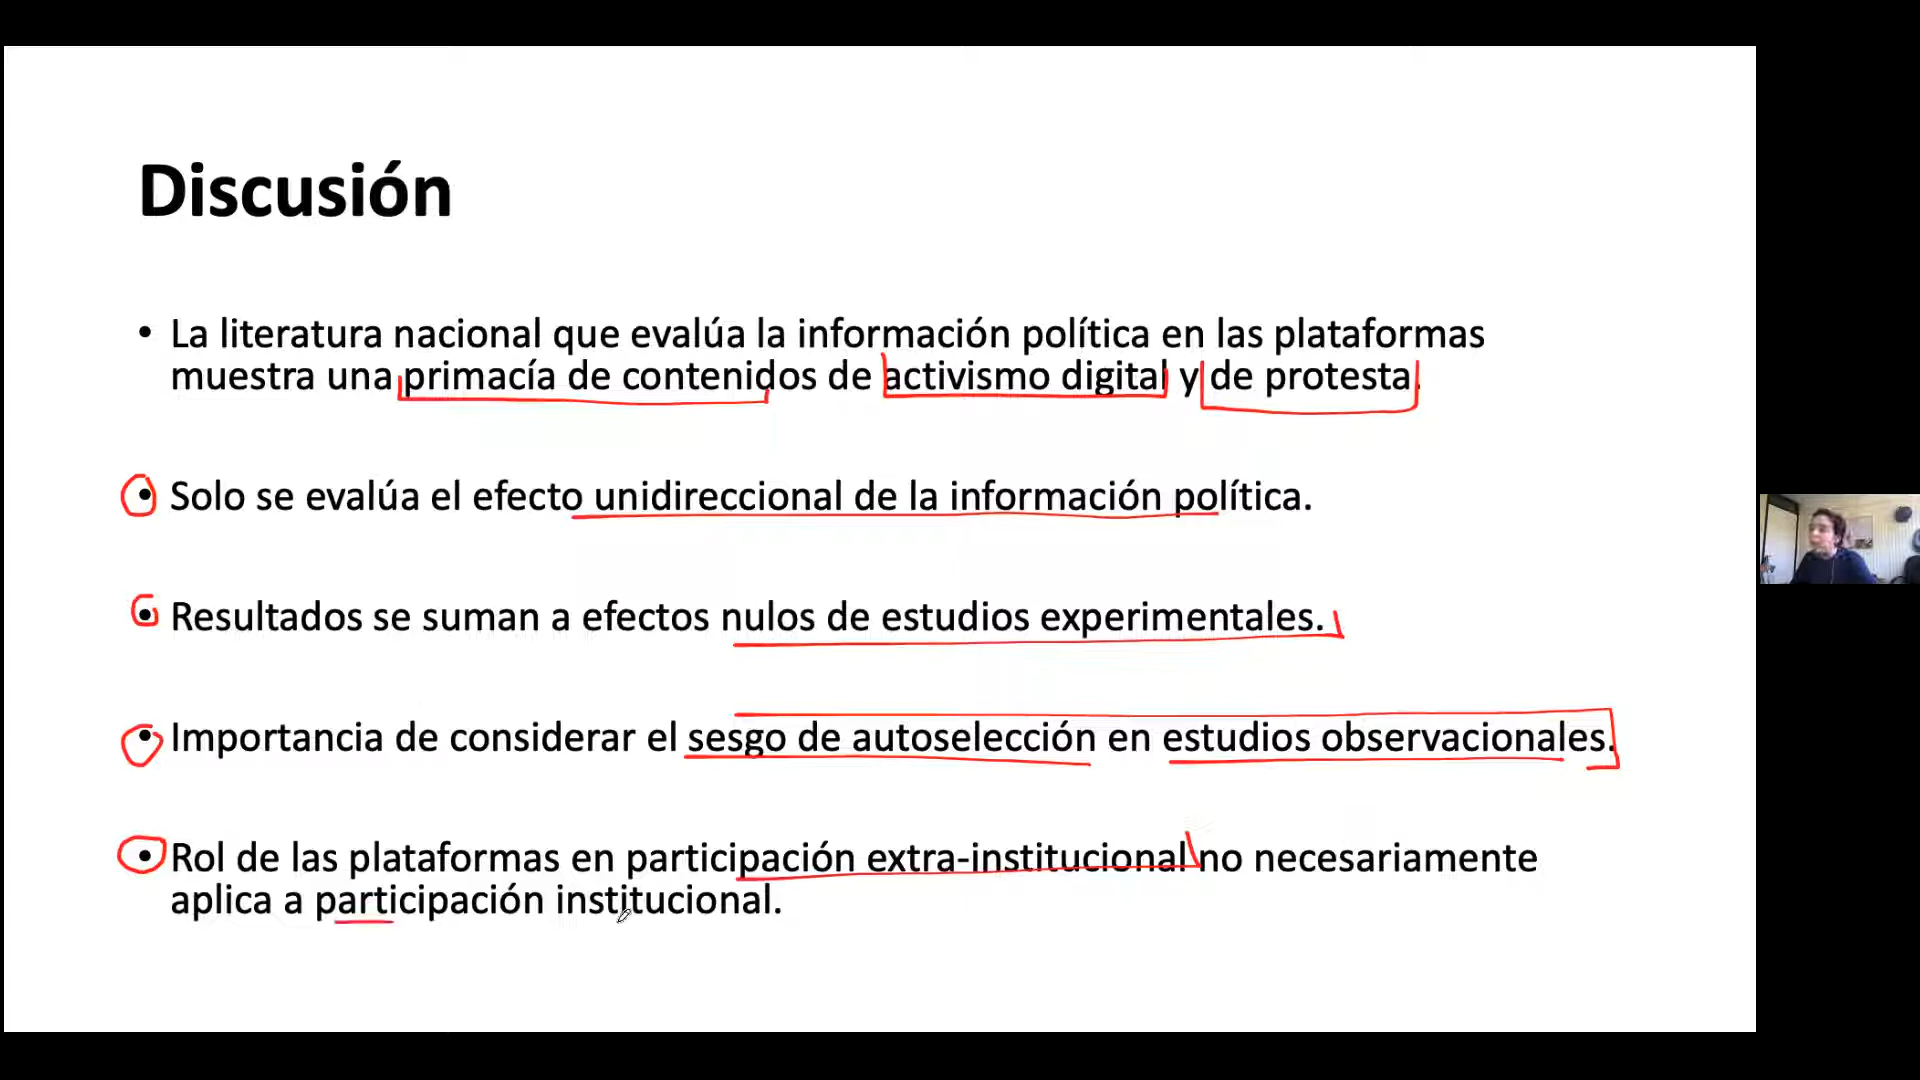 Discusión
• La literatura nacional que evalúa la información política en las plataformas
muestra una primacía de contenidos de activismo digital y de protesta.
• Solo se evalúa el efecto unidireccional de la información política.
• Resultados se suman a efectos nulos de estudios experimentales.
• Importancia de considerar el sesgo de autoselección en estudios observacionales.
• Rol de las plataformas en participación extra-institucional no necesariamente
aplica a participación institucional.